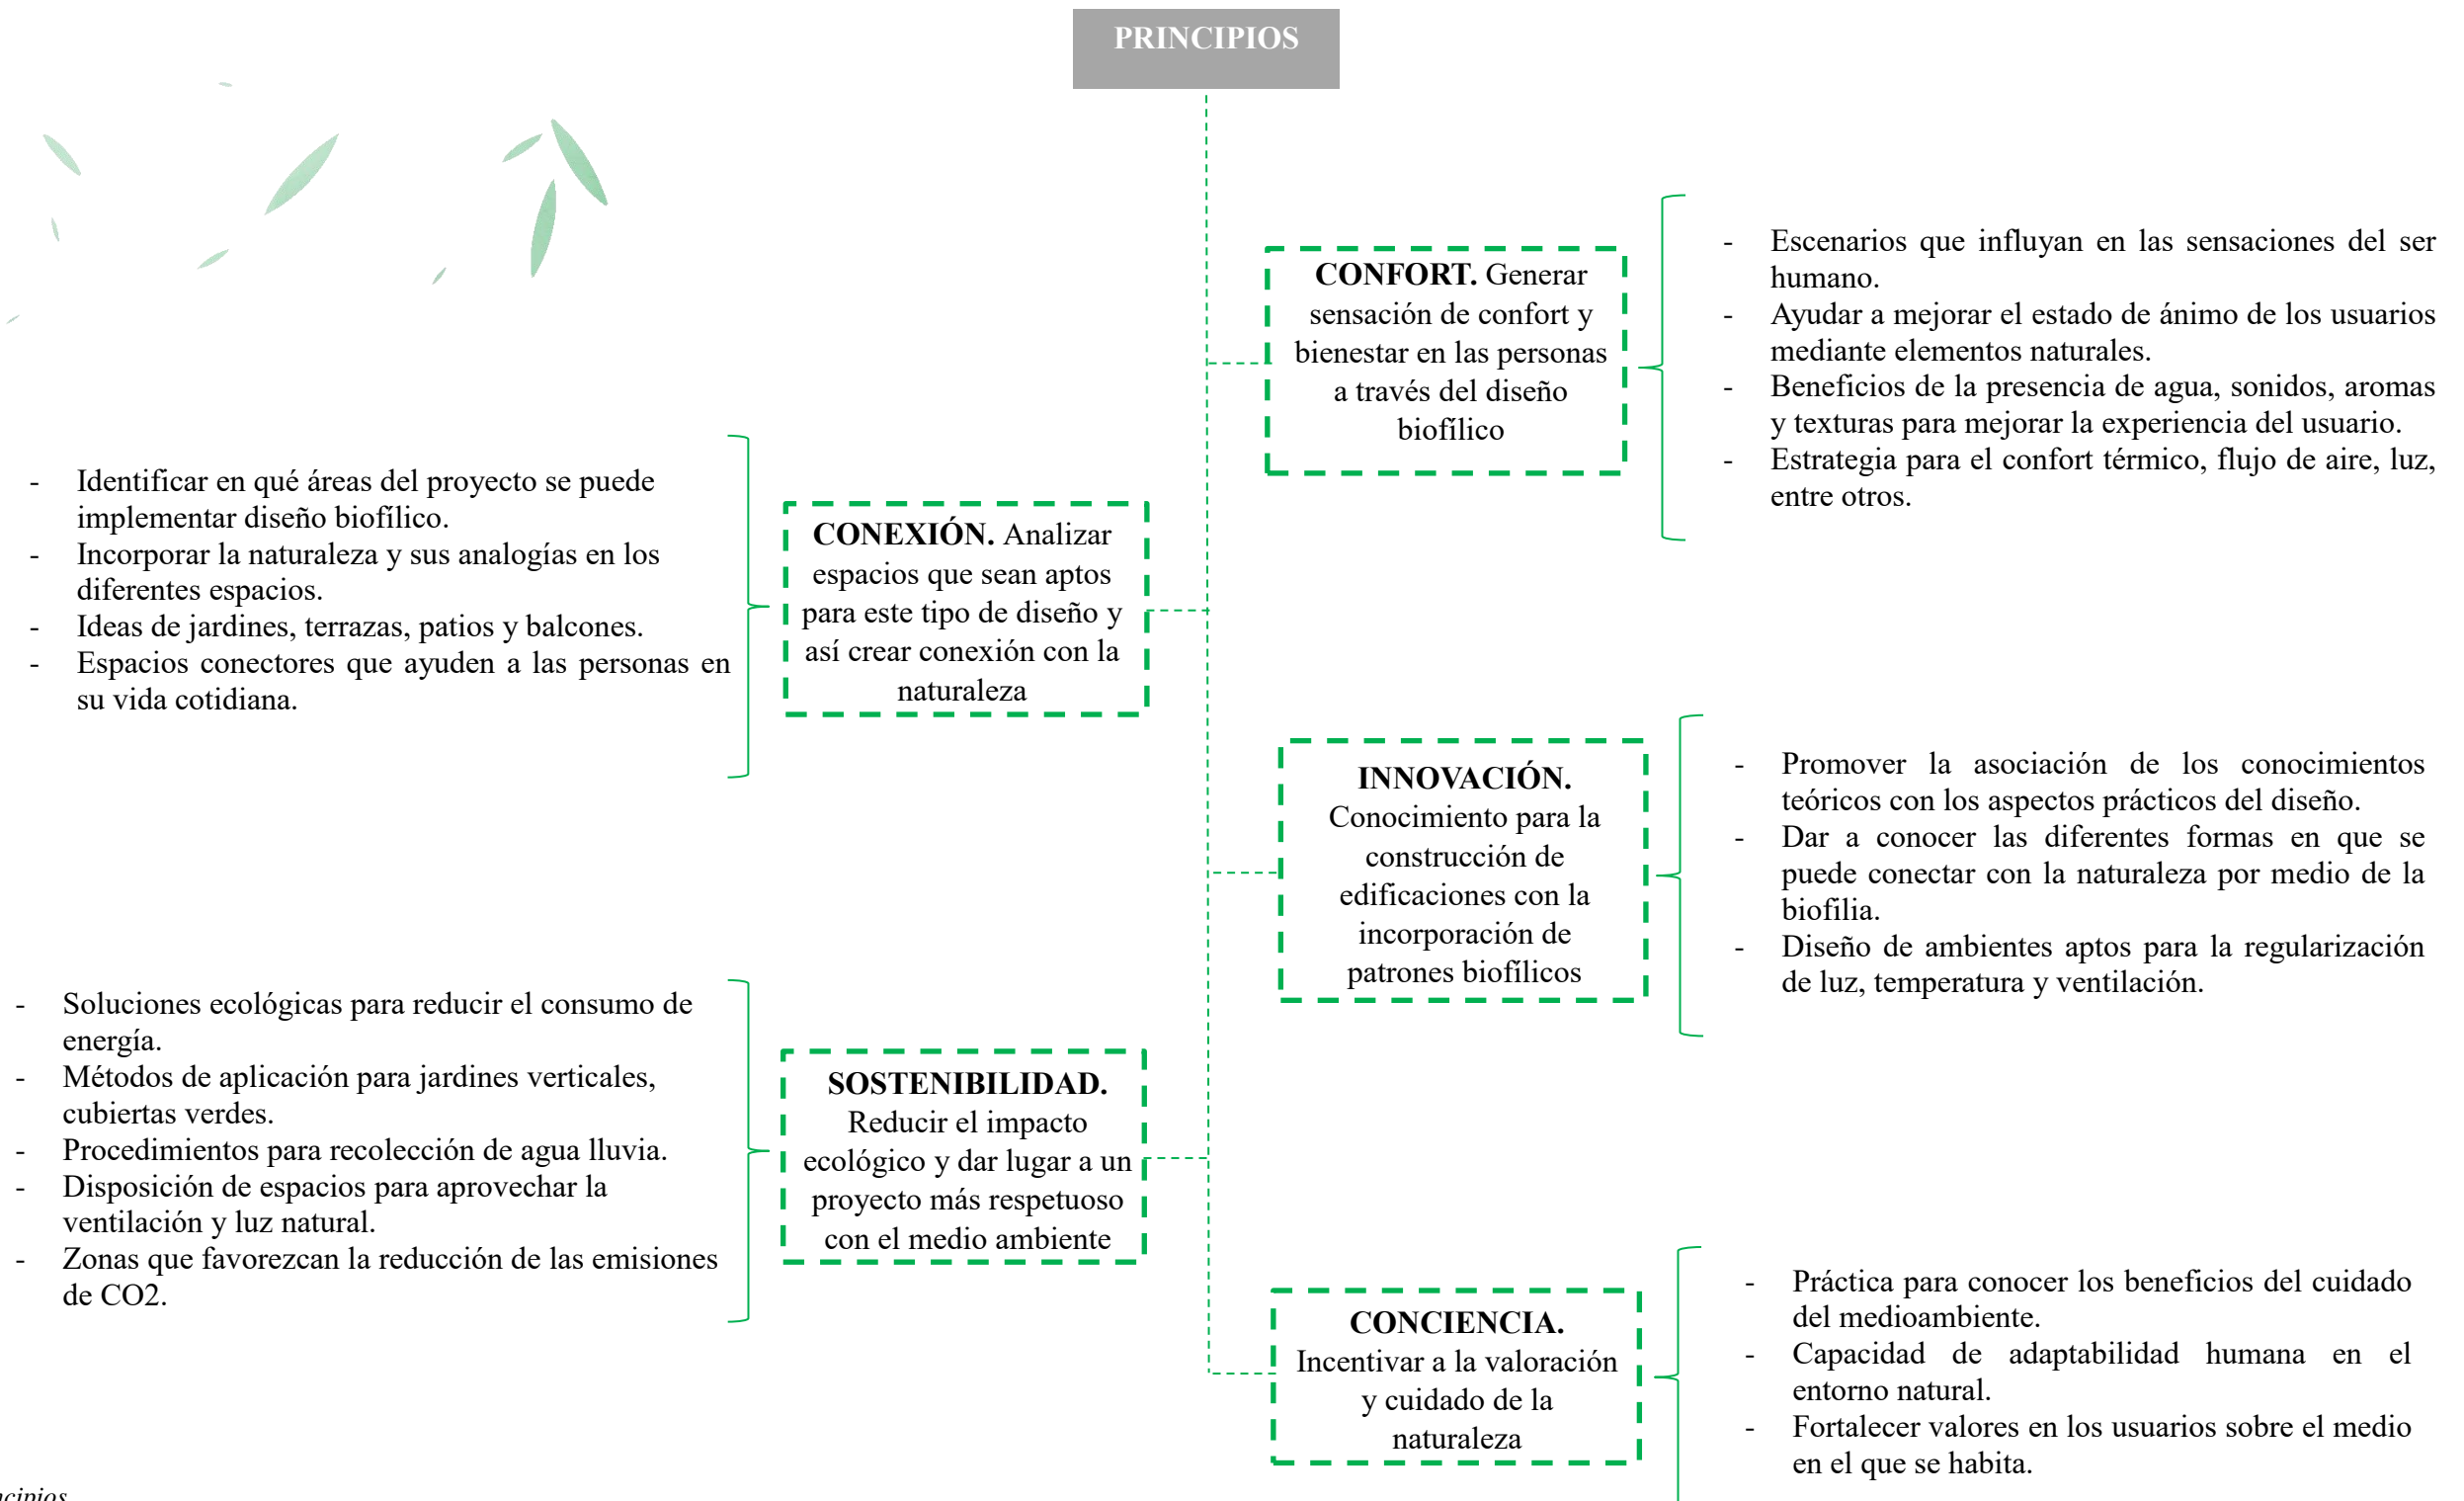 PRINCIPIOS
CONFORT. Generar
sensación de confort y
bienestar en las personas
a través del diseño
biofílico
- Escenarios que influyan en las sensaciones del ser
humano.
- Ayudar a mejorar el estado de ánimo de los usuarios
mediante elementos naturales.
- Beneficios de la presencia de agua, sonidos, aromas
y texturas para mejorar la experiencia del usuario.
- Estrategia para el confort térmico, flujo de aire, luz,
entre otros.
- Identificar en qué áreas del proyecto se puede
implementar diseño biofílico.
- Incorporar la naturaleza y sus analogías en los
diferentes espacios.
- Ideas de jardines, terrazas, patios y balcones.
- Espacios conectores que ayuden a las personas en
su vida cotidiana.
CONEXIÓN. Analizar
espacios que sean aptos
para este tipo de diseño y
así crear conexión con la
naturaleza
INNOVACIÓN.
Conocimiento para la
construcción de
edificaciones con la
incorporación de
patrones biofílicos
- Promover la asociación de los conocimientos
teóricos con los aspectos prácticos del diseño.
- Dar a conocer las diferentes formas en que se
puede conectar con la naturaleza por medio de la
biofilia.
- Diseño de ambientes aptos para la regularización
de luz, temperatura y ventilación.
- Soluciones ecológicas para reducir el consumo de
energía.
- Métodos de aplicación para jardines verticales,
cubiertas verdes.
- Procedimientos para recolección de agua lluvia.
- Disposición de espacios para aprovechar la
ventilación y luz natural.
- Zonas que favorezcan la reducción de las emisiones
de CO2.
SOSTENIBILIDAD.
Reducir el impacto
ecológico y dar lugar a un
proyecto más respetuoso
con el medio ambiente
CONCIENCIA.
Incentivar a la valoración
y cuidado de la
naturaleza
- Práctica para conocer los beneficios del cuidado
del medioambiente.
- Capacidad de adaptabilidad humana en el
entorno natural.
- Fortalecer valores en los usuarios sobre el medio
en el que se habita.